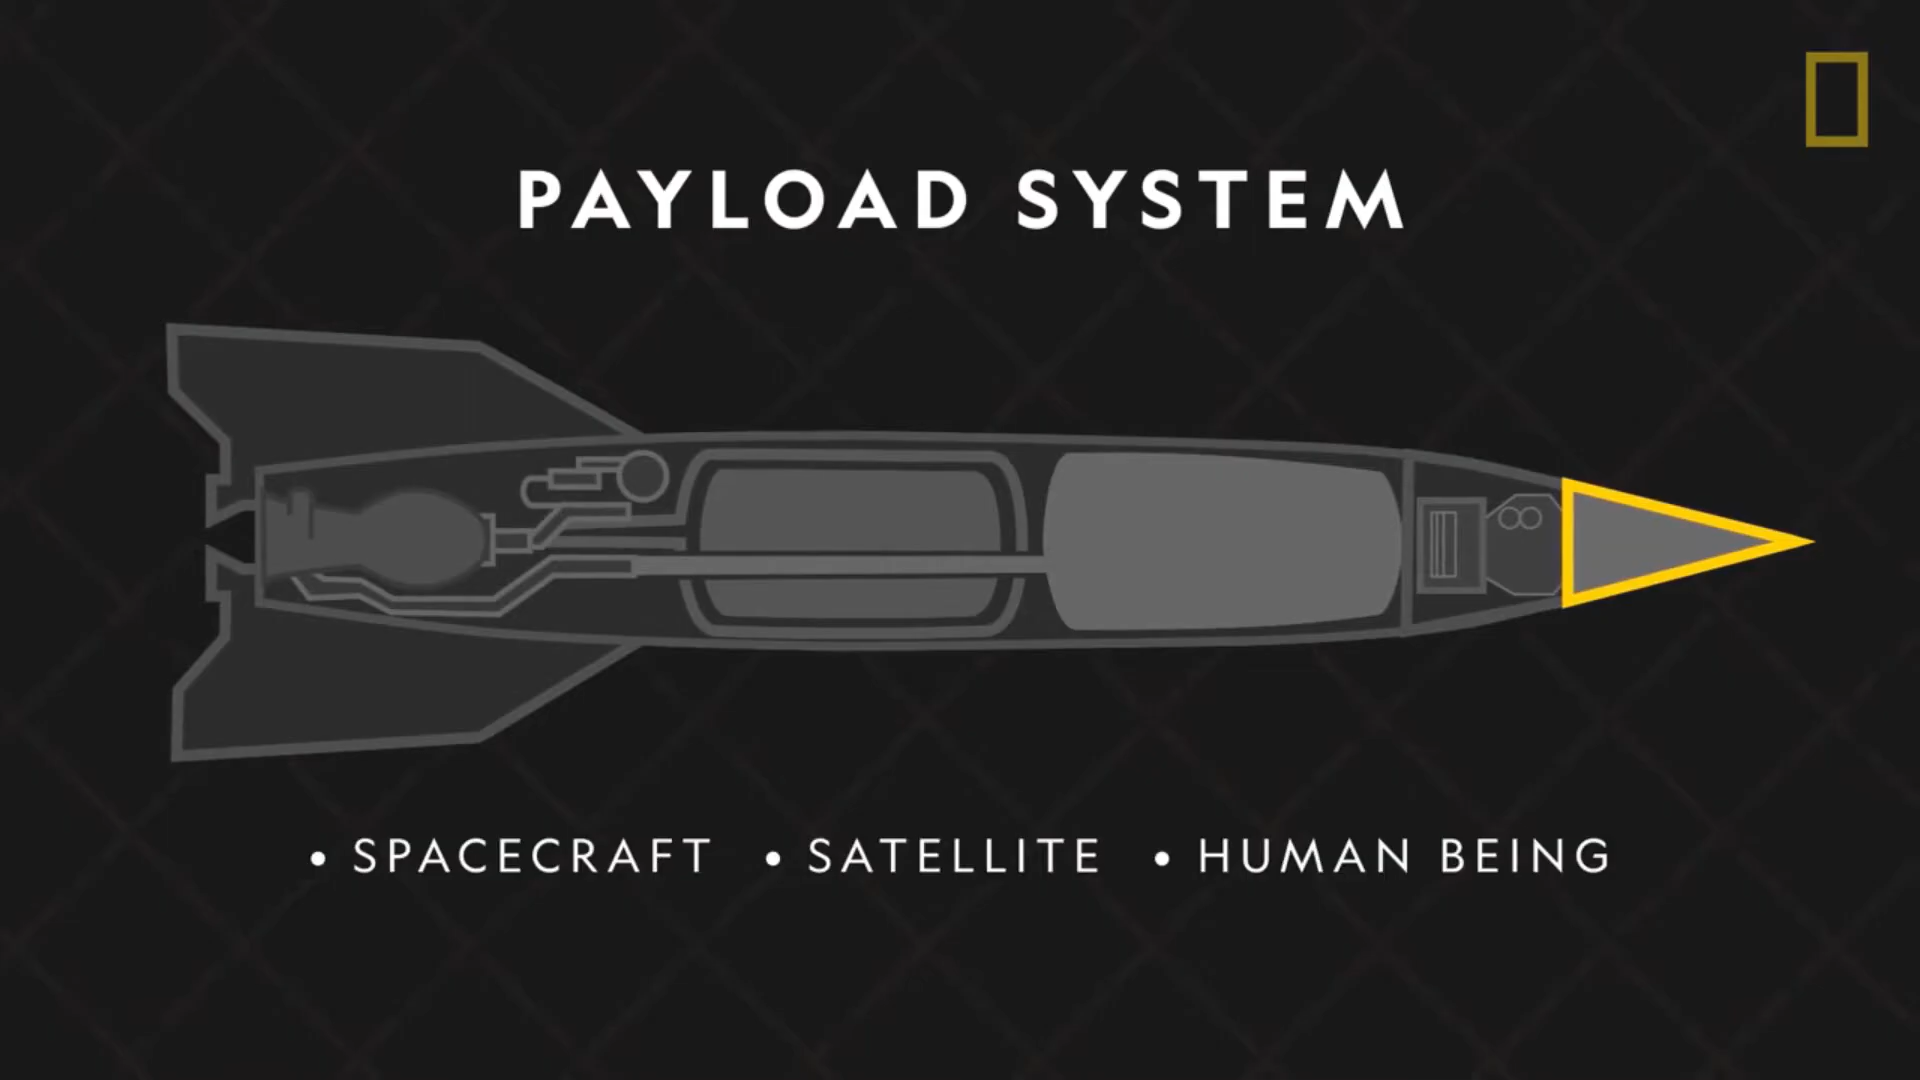 PAYLOAD SYSTEM
• SPACECRAFT • SATELLITE • HUMAN BEING